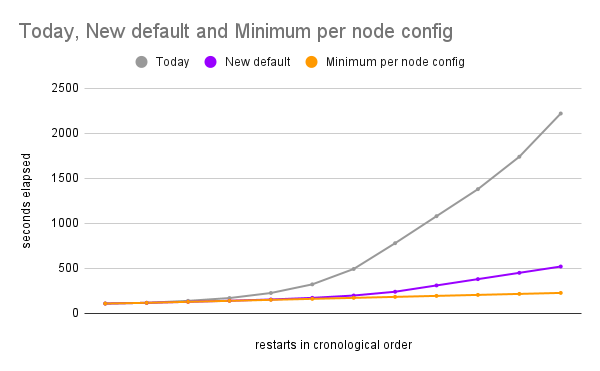 Today, New default and Minimum per node config
Today
New default
Minimum per node config
2500
2000
1500
1000
500
0
seconds elapsed
restarts in cronological order